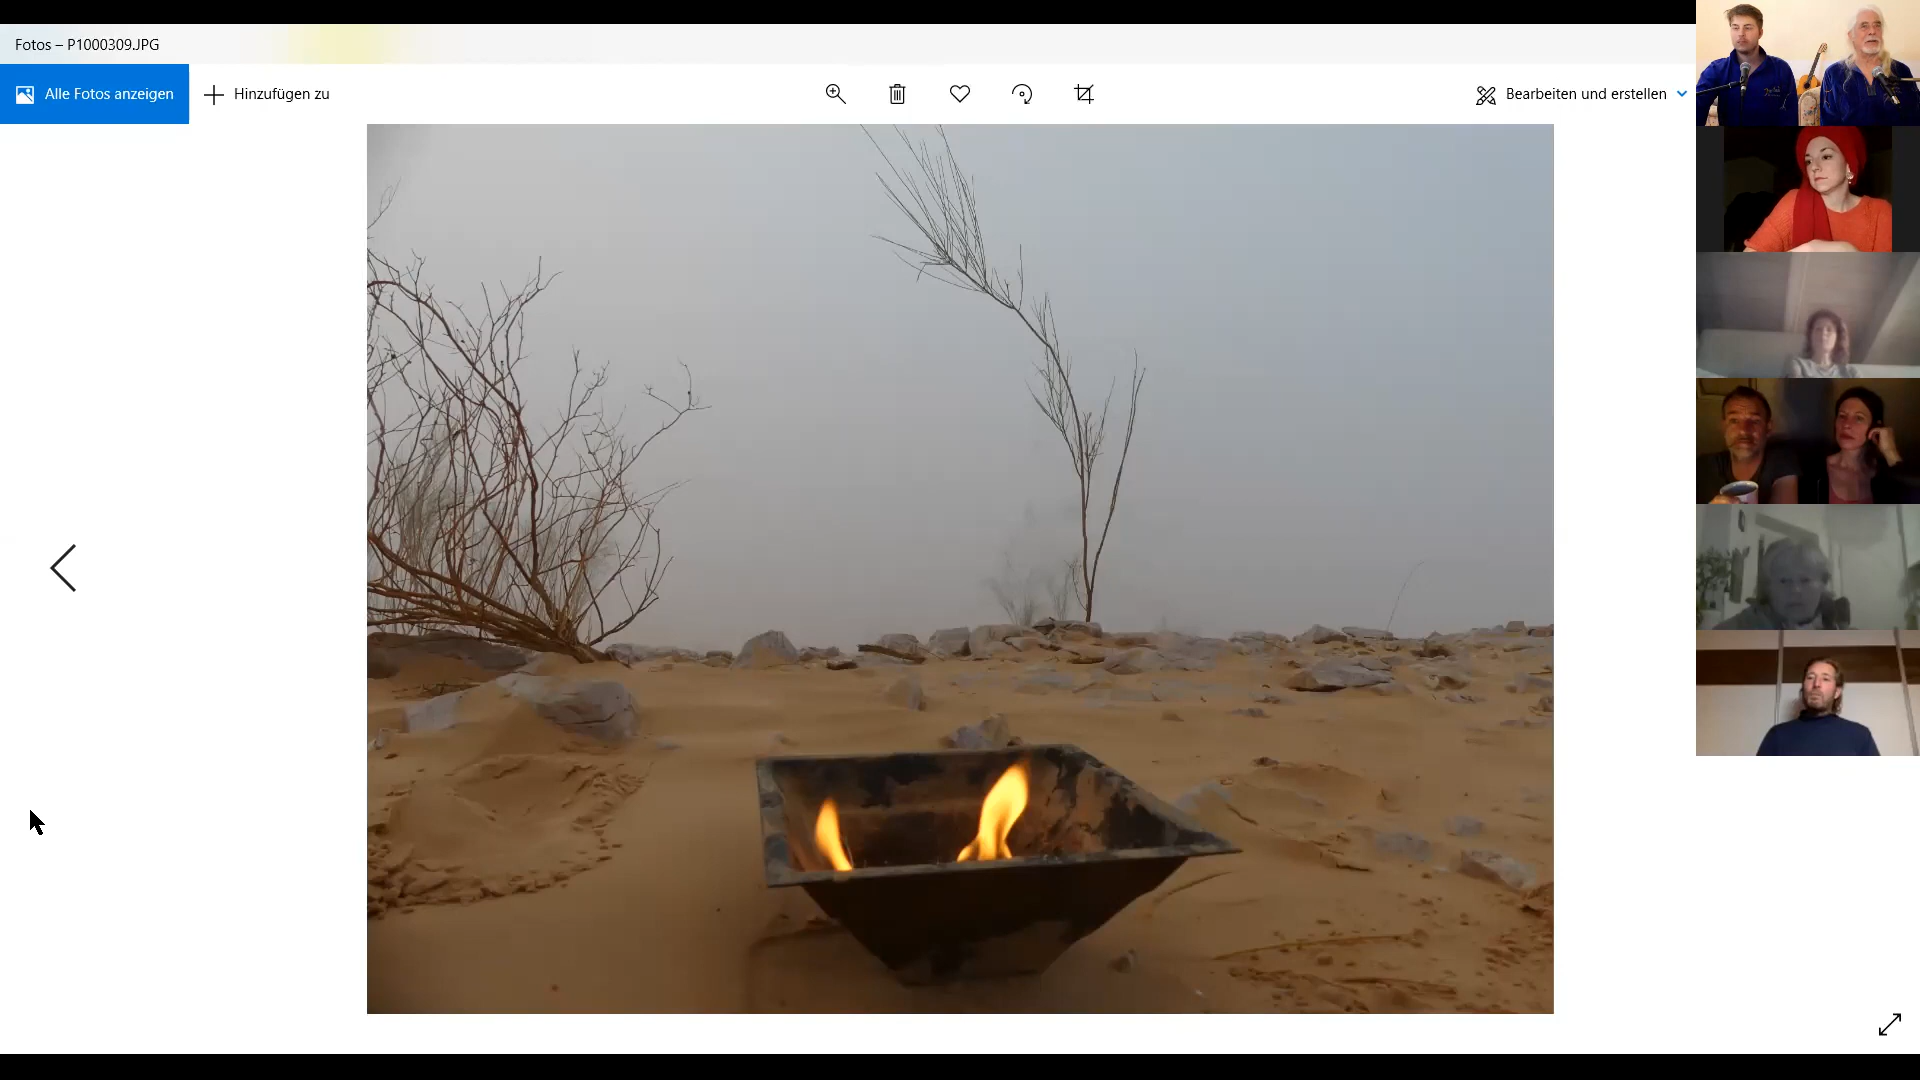 Fotos – P1000309.JPG
Alle Fotos anzeigen
Hinzufügen zu
Bearbeiten und erstellen